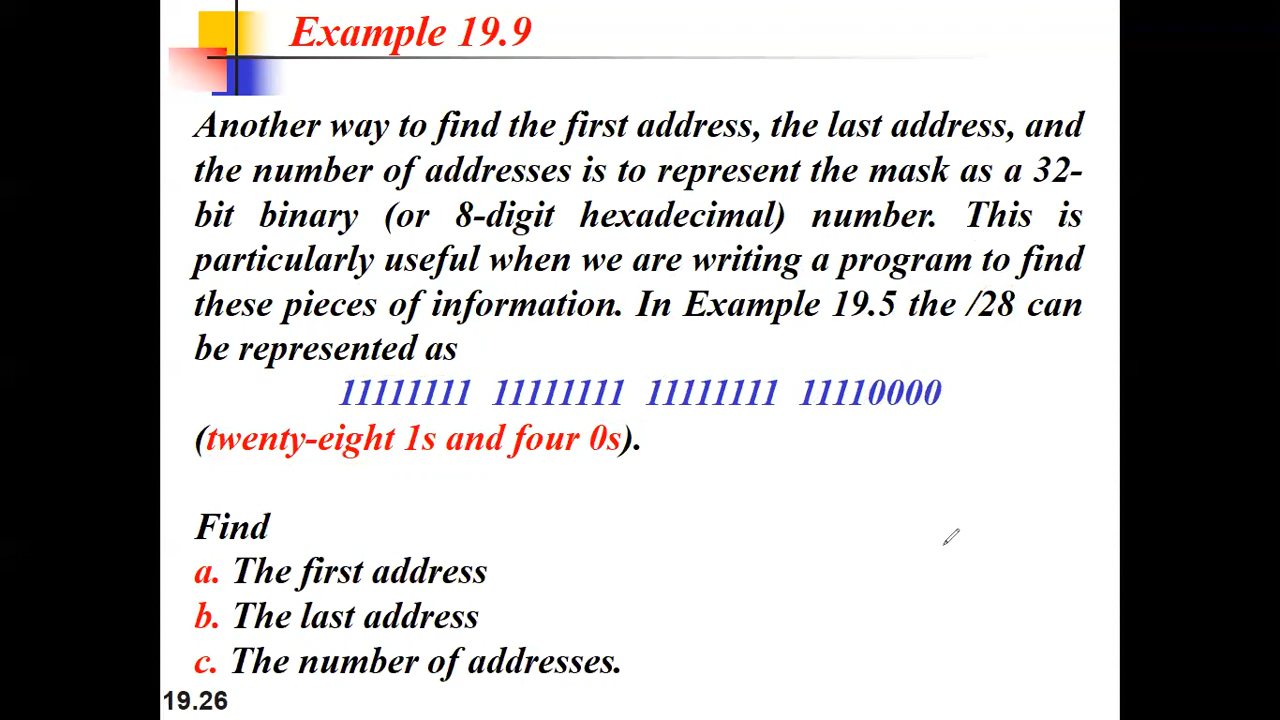 Example 19.9
Another way to find the first address, the last address, and
the number of addresses is to represent the mask as a 32-
bit binary (or 8-digit hexadecimal) number. This is
particularly useful when we are writing a program to find
these pieces of information. In Example 19.5 the /28 can
be represented as
11111111 11111111 11111111 11110000
(twenty-eight 1s and four 0s).
Find
a. The first address
b. The last address
c. The number of addresses.
19.26